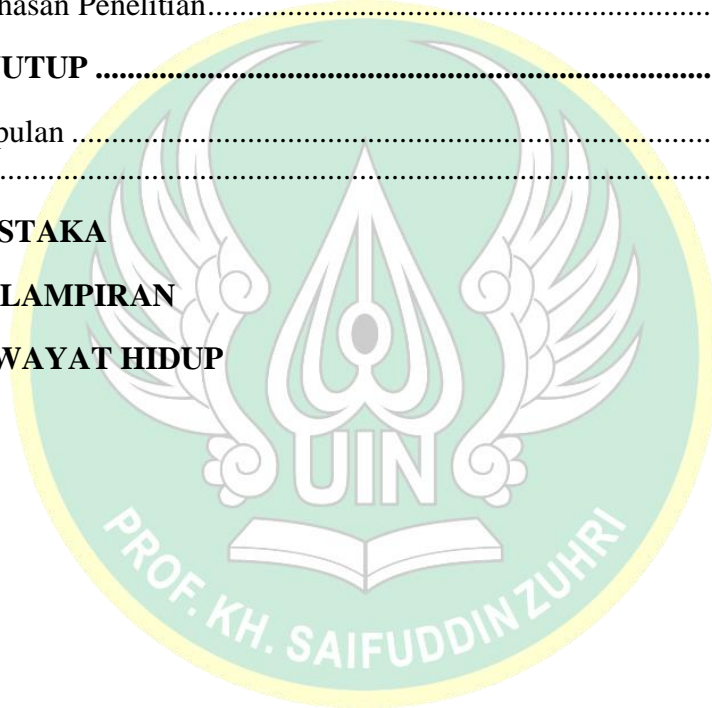 hasan Penelitian................................................................
UTUP ................................................................
pulan ................................................................
................................................................
STAKA
LAMPIRAN
WAYAT HIDUP
UIN
PROF. KH. SAIFUDDIN ZUHRI